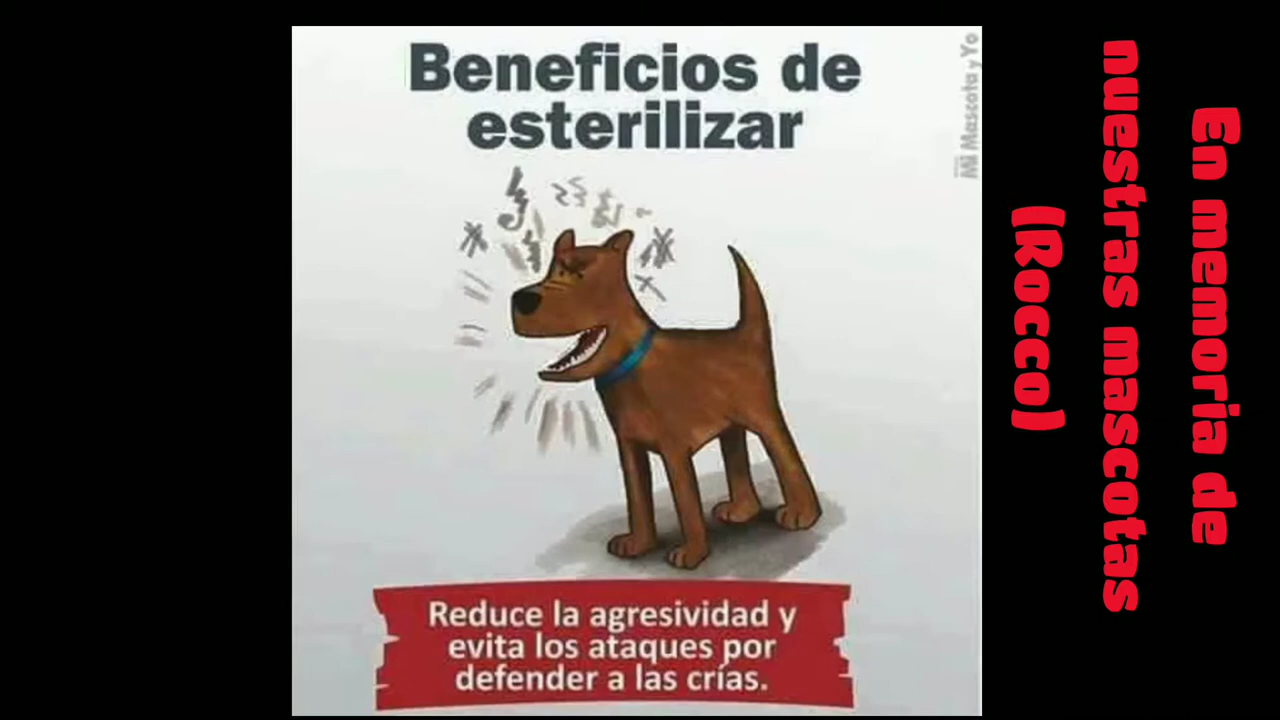 Beneficios de
esterilizar
Mi Mascota y Yo
Reduce la agresividad y
evita los ataques por
defender a las crías.
En memoria de
nuestras mascotas
(Rocco)